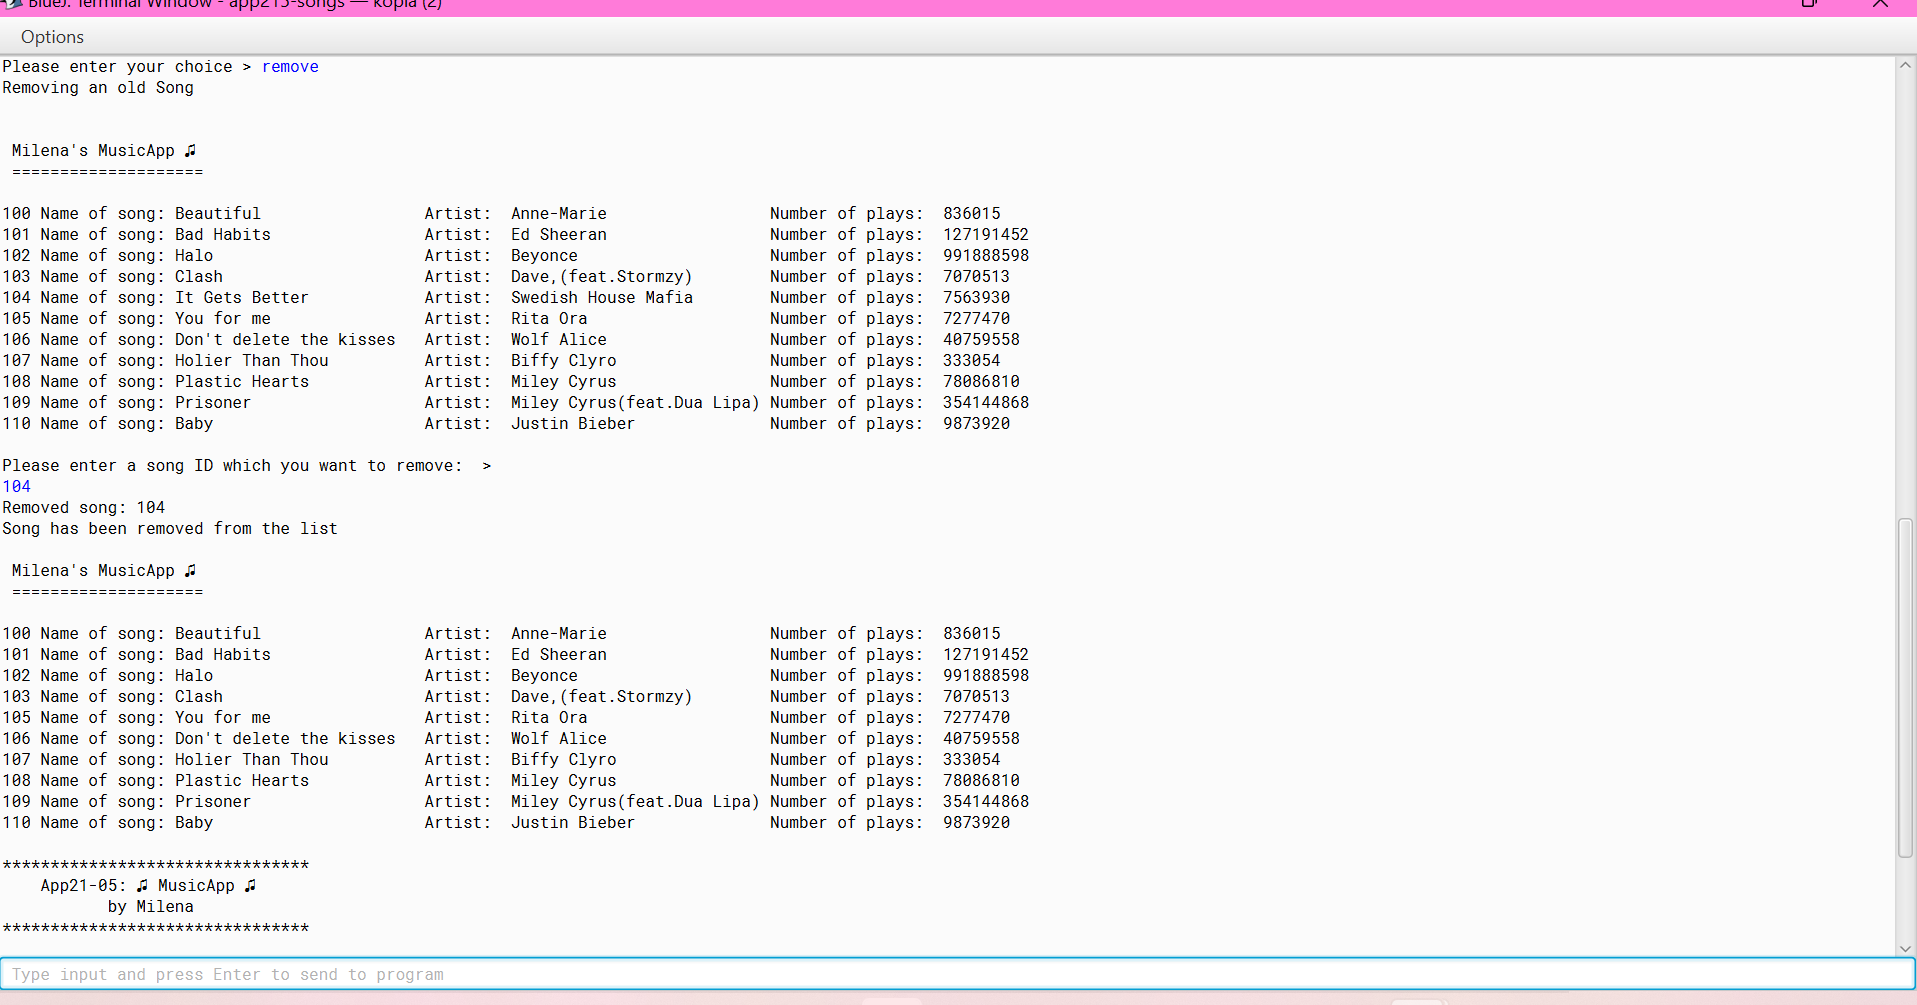 BlueJ: Terminal Window - app215-songs — kopia (2)
Options
Please enter your choice > remove
Removing an old Song
Milena's MusicApp ♫
====================
100 Name of song: Beautiful                 Artist:  Anne-Marie                 Number of plays:  836015
101 Name of song: Bad Habits                Artist:  Ed Sheeran                 Number of plays:  127191452
102 Name of song: Halo                      Artist:  Beyonce                    Number of plays:  991888598
103 Name of song: Clash                     Artist:  Dave,(feat.Stormzy)        Number of plays:  7070513
104 Name of song: It Gets Better            Artist:  Swedish House Mafia        Number of plays:  7563930
105 Name of song: You for me                Artist:  Rita Ora                   Number of plays:  7277470
106 Name of song: Don't delete the kisses   Artist:  Wolf Alice                 Number of plays:  40759558
107 Name of song: Holier Than Thou          Artist:  Biffy Clyro                Number of plays:  333054
108 Name of song: Plastic Hearts            Artist:  Miley Cyrus                Number of plays:  78086810
109 Name of song: Prisoner                  Artist:  Miley Cyrus(feat.Dua Lipa) Number of plays:  354144868
110 Name of song: Baby                      Artist:  Justin Bieber              Number of plays:  9873920
Please enter a song ID which you want to remove:  >
104
Removed song: 104
Song has been removed from the list
Milena's MusicApp ♫
====================
100 Name of song: Beautiful                 Artist:  Anne-Marie                 Number of plays:  836015
101 Name of song: Bad Habits                Artist:  Ed Sheeran                 Number of plays:  127191452
102 Name of song: Halo                      Artist:  Beyonce                    Number of plays:  991888598
103 Name of song: Clash                     Artist:  Dave,(feat.Stormzy)        Number of plays:  7070513
105 Name of song: You for me                Artist:  Rita Ora                   Number of plays:  7277470
106 Name of song: Don't delete the kisses   Artist:  Wolf Alice                 Number of plays:  40759558
107 Name of song: Holier Than Thou          Artist:  Biffy Clyro                Number of plays:  333054
108 Name of song: Plastic Hearts            Artist:  Miley Cyrus                Number of plays:  78086810
109 Name of song: Prisoner                  Artist:  Miley Cyrus(feat.Dua Lipa) Number of plays:  354144868
110 Name of song: Baby                      Artist:  Justin Bieber              Number of plays:  9873920
********************************
App21-05: ♫ MusicApp ♫
by Milena
********************************
Type input and press Enter to send to program